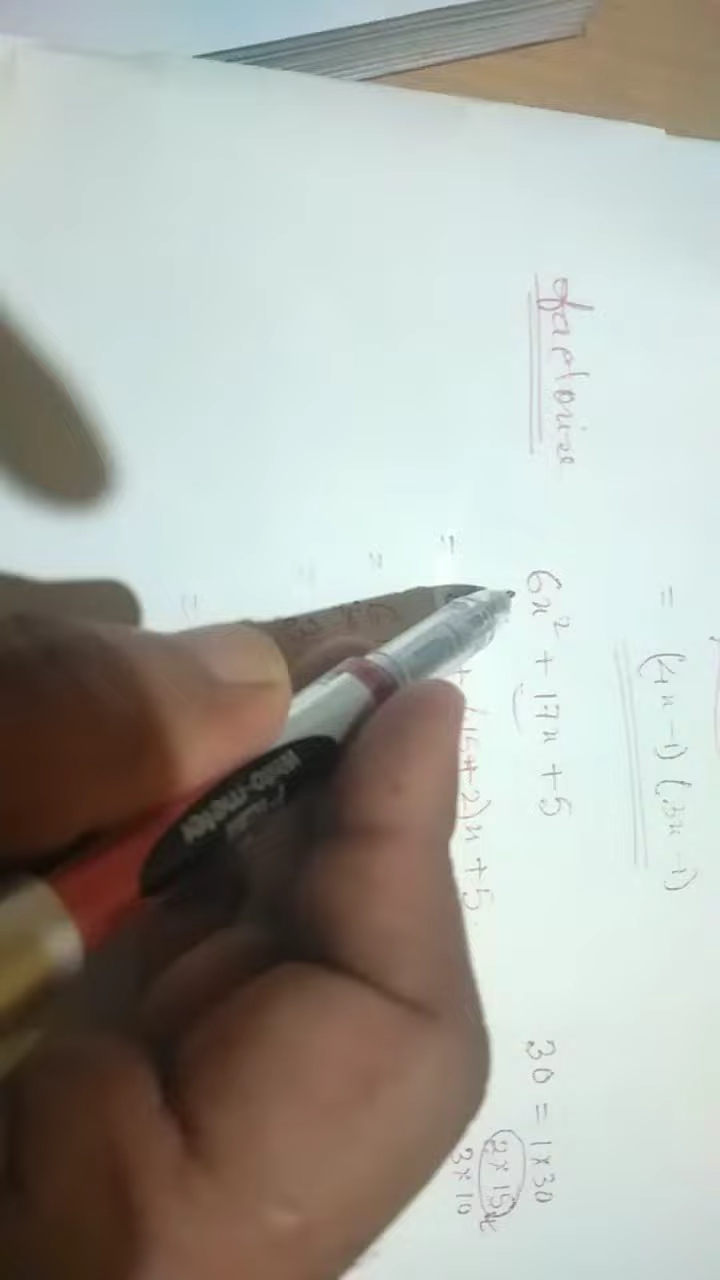 = (4x-1) (3x-1)
factorise 6x² + 17x + 5 30 = 1 x 30
= + (15+2)x + 5 2 x 15
3 x 10
=
=
=